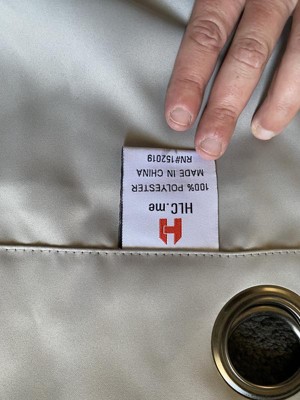 HLC.me
100% POLYESTER
MADE IN CHINA
RN#152019